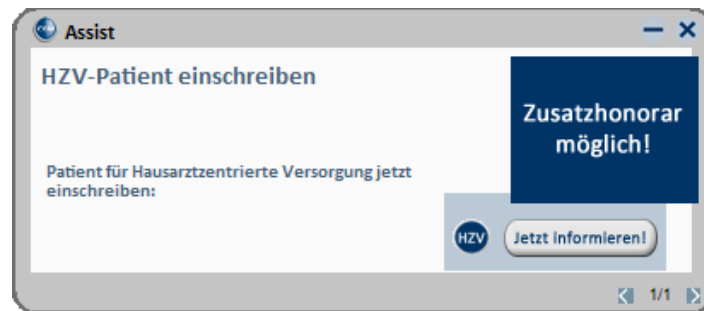 Assist
HZV-Patient einschreiben
Zusatzhonorar
möglich!
Patient für Hausarztzentrierte Versorgung jetzt
einschreiben:
HZV
Jetzt informieren!
1/1